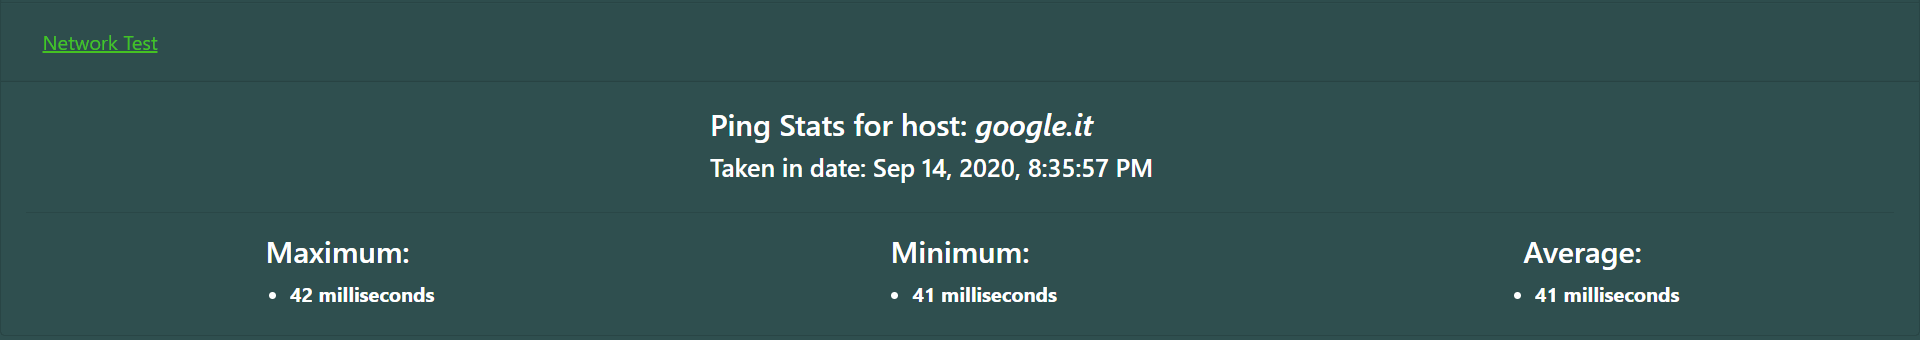 Network Test
Ping Stats for host: google.it
Taken in date: Sep 14, 2020, 8:35:57 PM
Maximum:
• 42 milliseconds
Minimum:
• 41 milliseconds
Average:
• 41 milliseconds